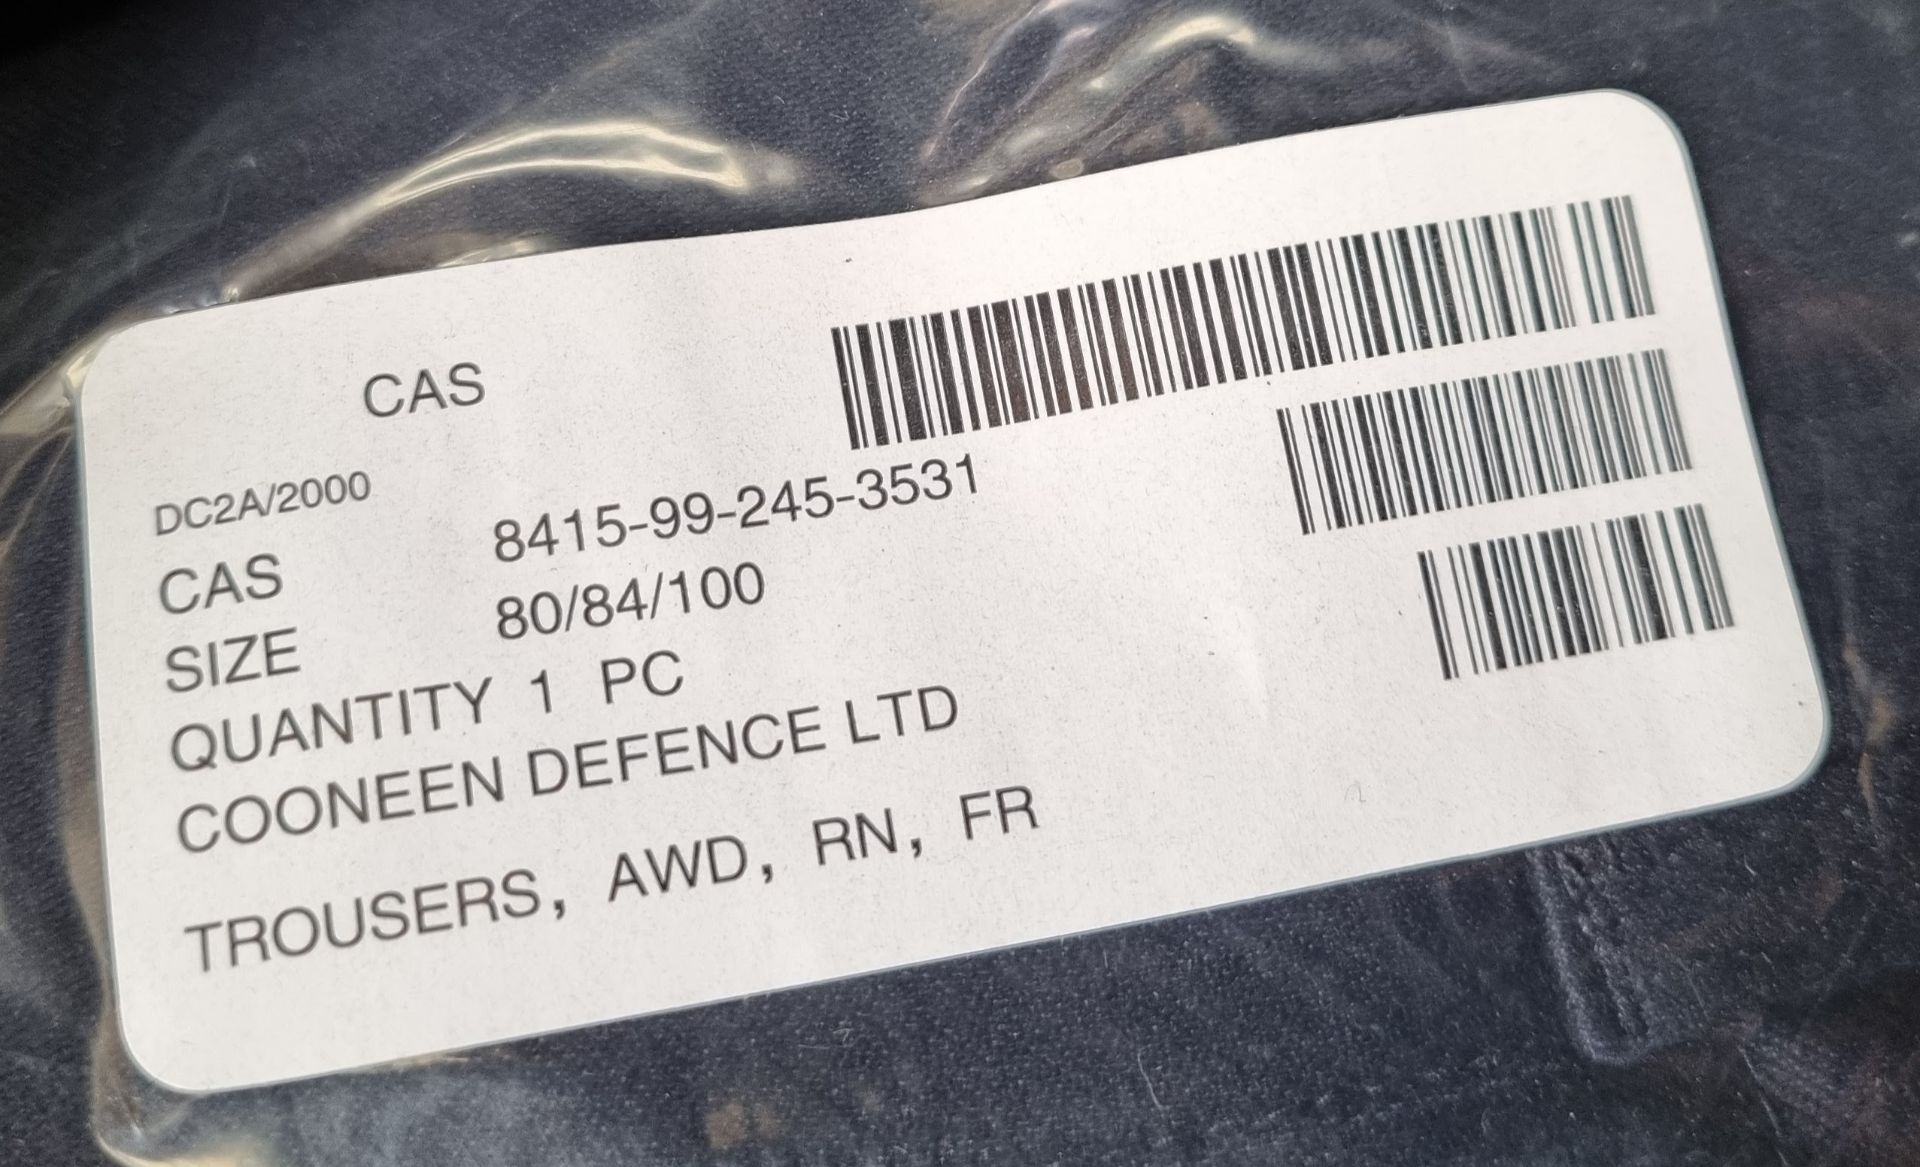 CAS
DC2A/2000
CAS 8415-99-245-3531
SIZE 80/84/100
QUANTITY 1 PC
COONEEN DEFENCE LTD
TROUSERS, AWD, RN, FR